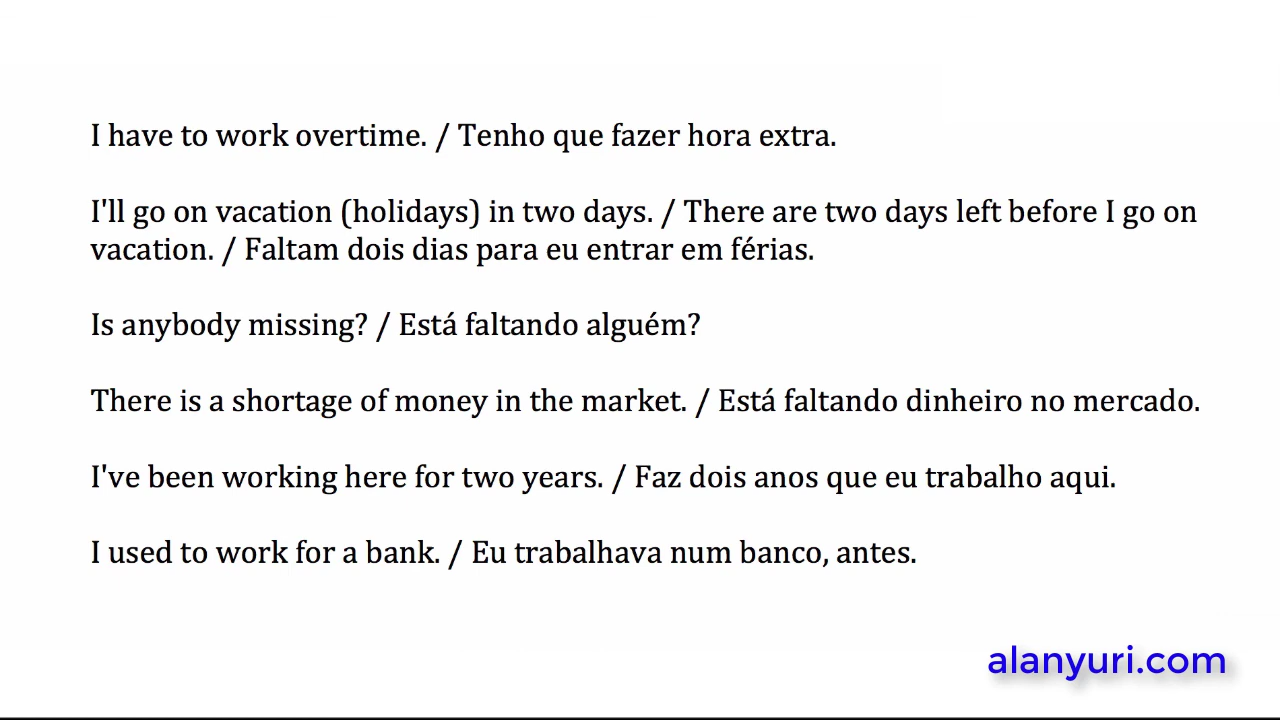 I have to work overtime. / Tenho que fazer hora extra.
I'll go on vacation (holidays) in two days. / There are two days left before I go on
vacation. / Faltam dois dias para eu entrar em férias.
Is anybody missing? / Está faltando alguém?
There is a shortage of money in the market. / Está faltando dinheiro no mercado.
I've been working here for two years. / Faz dois anos que eu trabalho aqui.
I used to work for a bank. / Eu trabalhava num banco, antes.
alanyuri.com